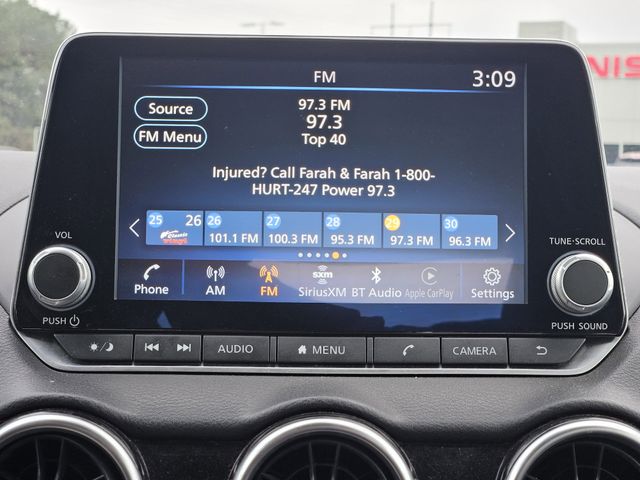 NIS
FM
3:09
Source
97.3 FM
97.3
FM Menu
Top 40
Injured? Call Farah & Farah 1-800-
HURT-247 Power 97.3
25 26 26 27 28 29 30
101.1 FM 100.3 FM 95.3 FM 97.3 FM 96.3 FM
VOL
TUNE·SCROLL
Phone AM FM SiriusXM BT Audio Apple CarPlay Settings
sxm
PUSH
PUSH SOUND
AUDIO MENU CAMERA